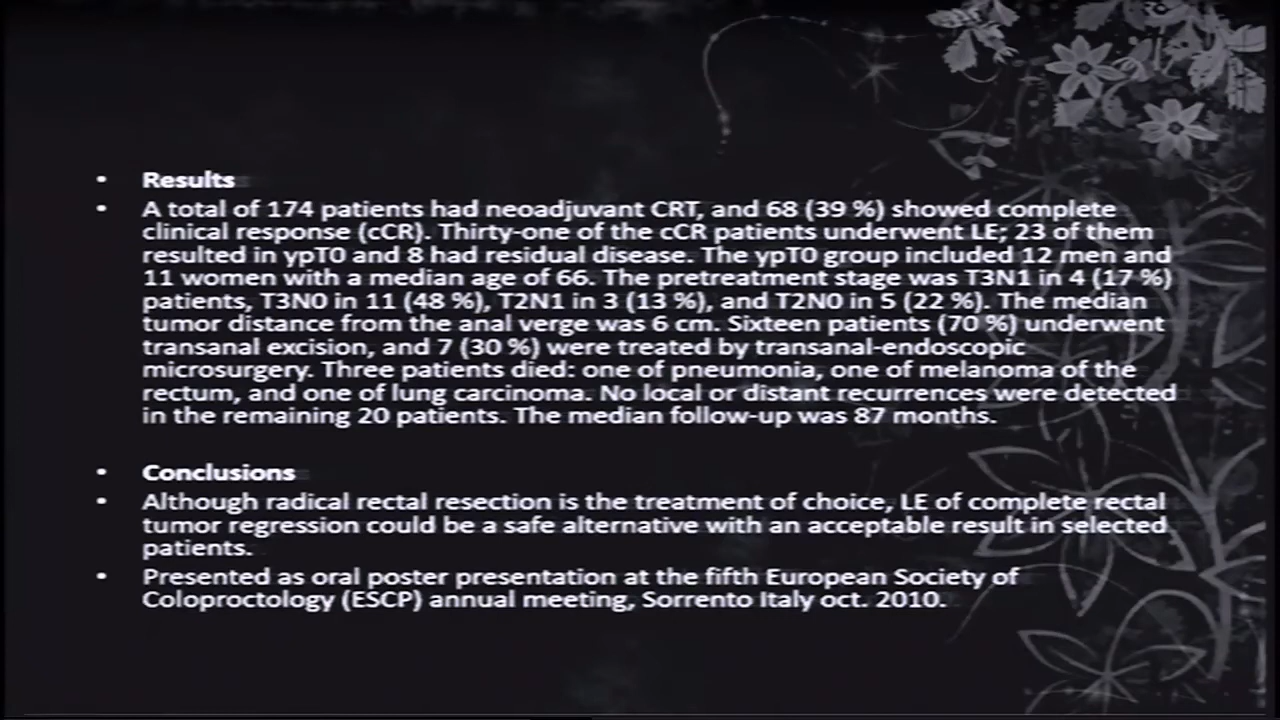 • Results
• A total of 174 patients had neoadjuvant CRT, and 68 (39 %) showed complete
clinical response (cCR). Thirty-one of the cCR patients underwent LE; 23 of them
resulted in ypT0 and 8 had residual disease. The ypT0 group included 12 men and
11 women with a median age of 66. The pretreatment stage was T3N1 in 4 (17 %)
patients, T3N0 in 11 (48 %), T2N1 in 3 (13 %), and T2N0 in 5 (22 %). The median
tumor distance from the anal verge was 6 cm. Sixteen patients (70 %) underwent
transanal excision, and 7 (30 %) were treated by transanal-endoscopic
microsurgery. Three patients died: one of pneumonia, one of melanoma of the
rectum, and one of lung carcinoma. No local or distant recurrences were detected
in the remaining 20 patients. The median follow-up was 87 months.
• Conclusions
• Although radical rectal resection is the treatment of choice, LE of complete rectal
tumor regression could be a safe alternative with an acceptable result in selected
patients.
• Presented as oral poster presentation at the fifth European Society of
Coloproctology (ESCP) annual meeting, Sorrento Italy oct. 2010.